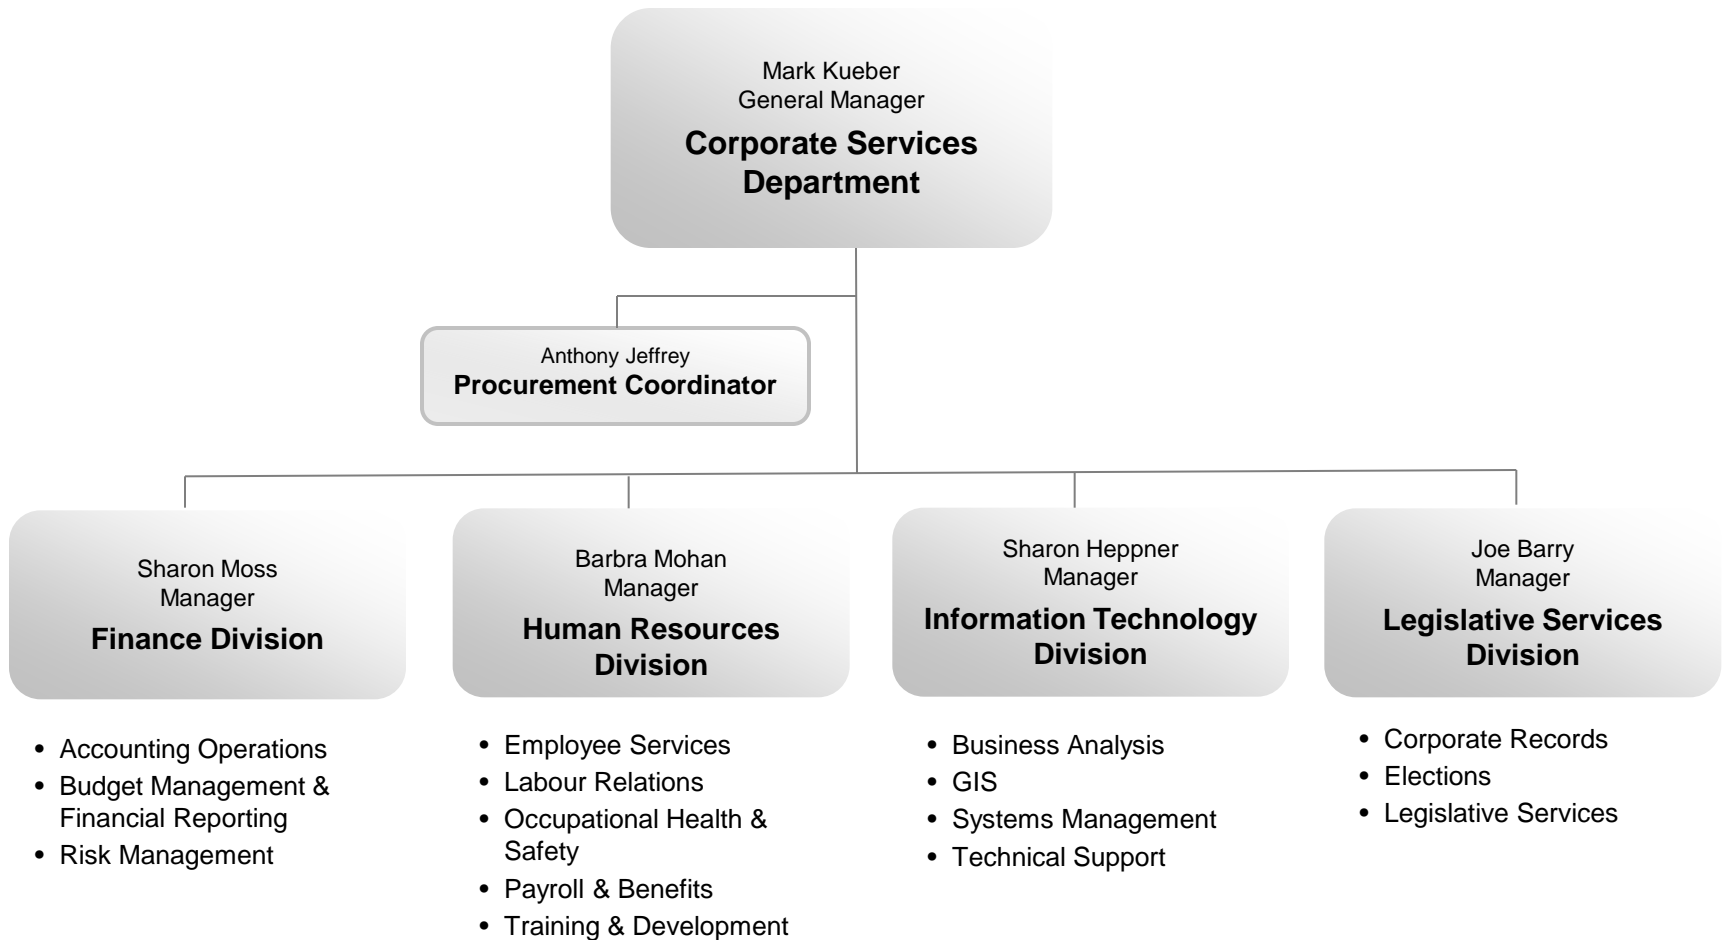 Mark Kueber
General Manager
Corporate Services
Department
Anthony Jeffrey
Procurement Coordinator
Sharon Moss
Manager
Finance Division
• Accounting Operations
• Budget Management &
Financial Reporting
• Risk Management
Barbra Mohan
Manager
Human Resources
Division
• Employee Services
• Labour Relations
• Occupational Health &
Safety
• Payroll & Benefits
• Training & Development
Sharon Heppner
Manager
Information Technology
Division
• Business Analysis
• GIS
• Systems Management
• Technical Support
Joe Barry
Manager
Legislative Services
Division
• Corporate Records
• Elections
• Legislative Services